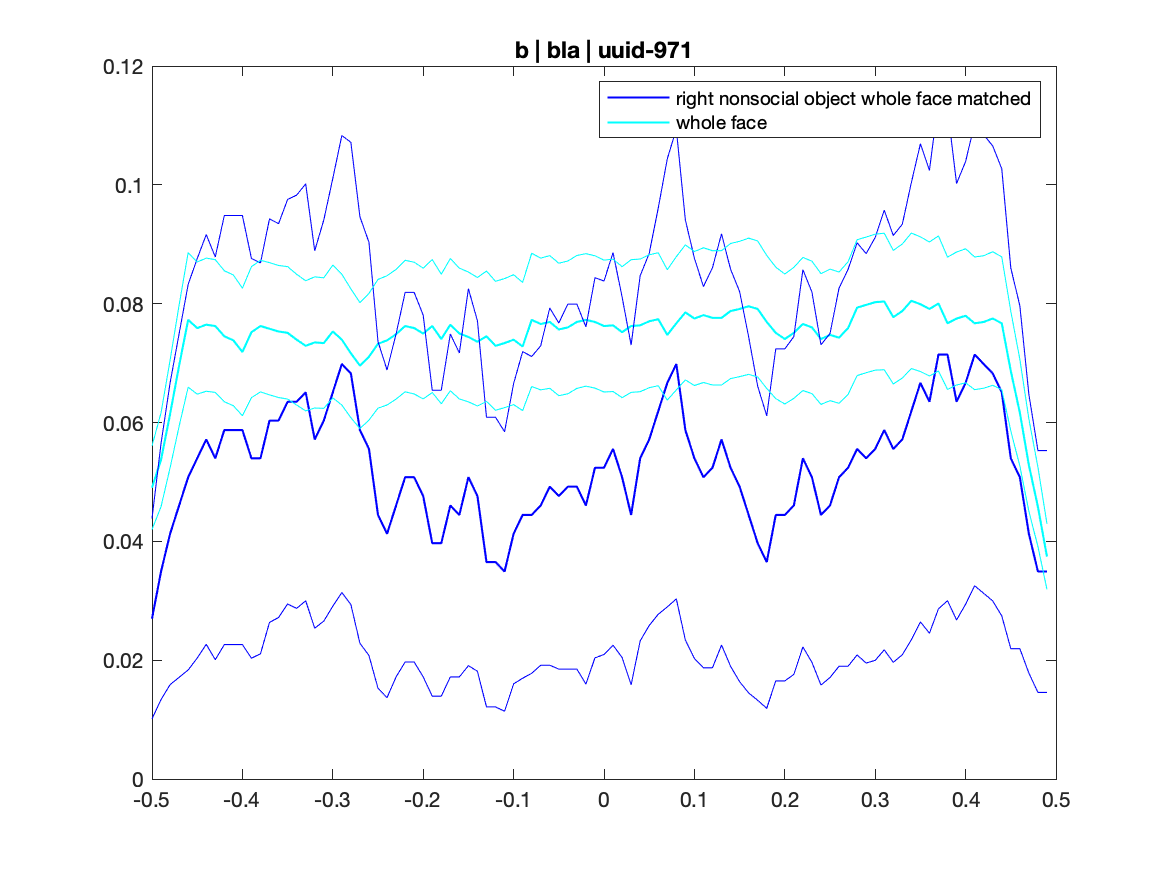 b | bla | uuid-971
right nonsocial object whole face matched
whole face
0.12
0.1
0.08
0.06
0.04
0.02
0
-0.5 -0.4 -0.3 -0.2 -0.1 0 0.1 0.2 0.3 0.4 0.5